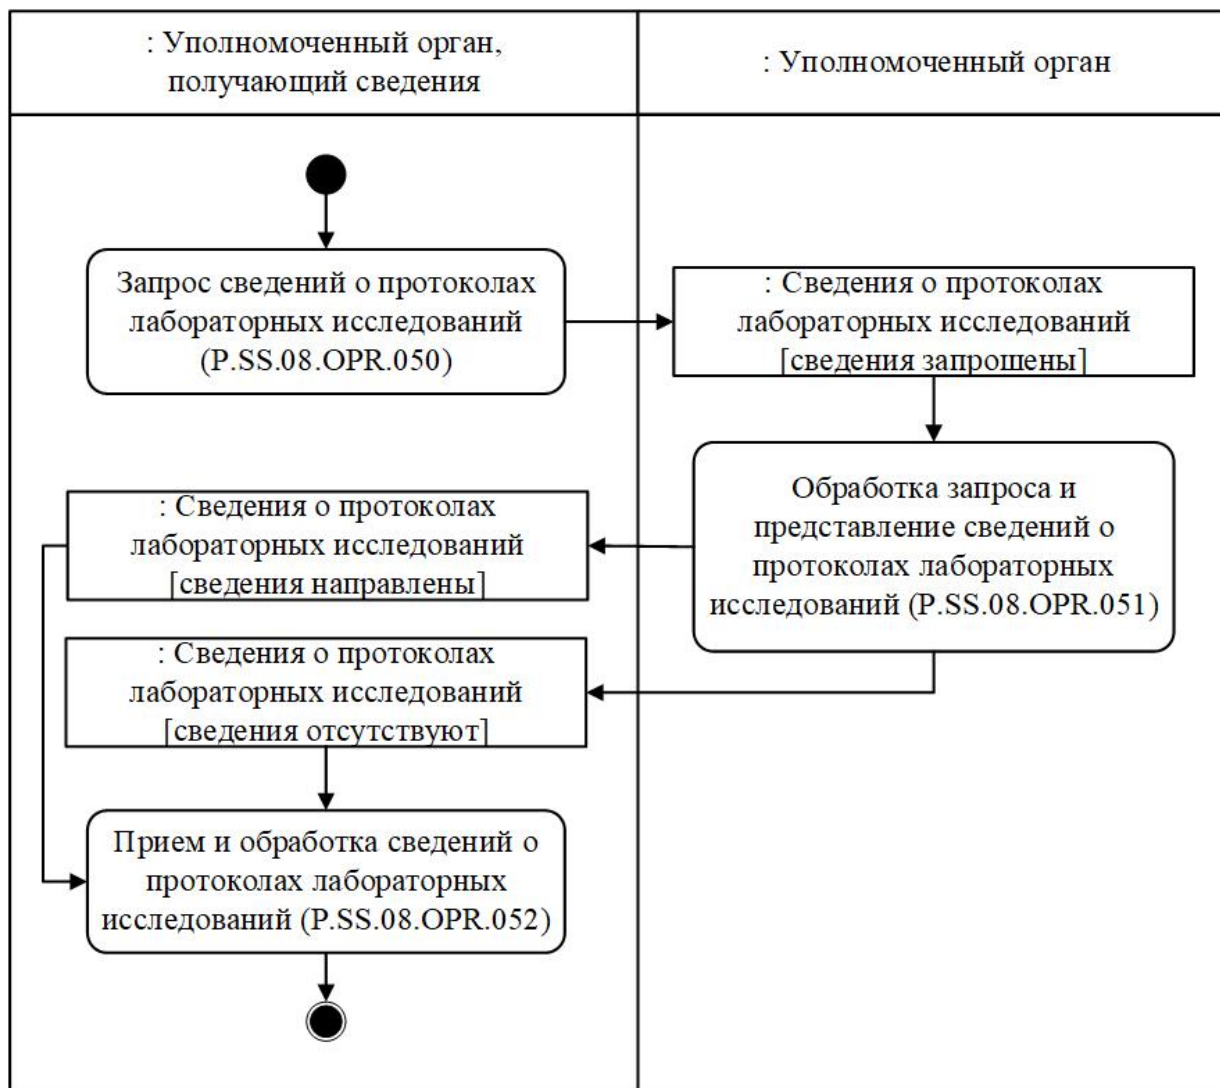 : Уполномоченный орган,
получающий сведения
: Уполномоченный орган
Запрос сведений о протоколах
лабораторных исследований
(P.SS.08.OPR.050)
: Сведения о протоколах
лабораторных исследований
[сведения запрошены]
Обработка запроса и
представление сведений о
протоколах лабораторных
исследований (P.SS.08.OPR.051)
: Сведения о протоколах
лабораторных исследований
[сведения направлены]
: Сведения о протоколах
лабораторных исследований
[сведения отсутствуют]
Прием и обработка сведений о
протоколах лабораторных
исследований (P.SS.08.OPR.052)